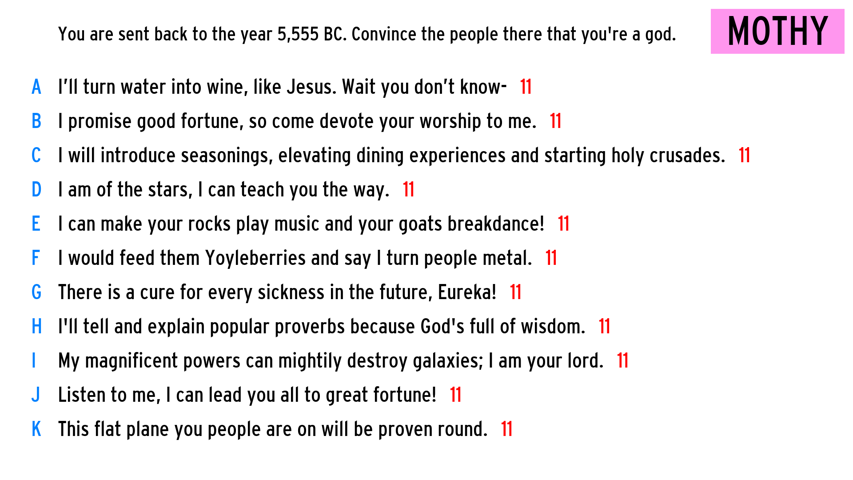 You are sent back to the year 5,555 BC. Convince the people there that you're a god.
MOTHY
A I’ll turn water into wine, like Jesus. Wait you don’t know- 11
B I promise good fortune, so come devote your worship to me. 11
C I will introduce seasonings, elevating dining experiences and starting holy crusades. 11
D I am of the stars, I can teach you the way. 11
E I can make your rocks play music and your goats breakdance! 11
F I would feed them Yoyleberries and say I turn people metal. 11
G There is a cure for every sickness in the future, Eureka! 11
H I'll tell and explain popular proverbs because God's full of wisdom. 11
I My magnificent powers can mightily destroy galaxies; I am your lord. 11
J Listen to me, I can lead you all to great fortune! 11
K This flat plane you people are on will be proven round. 11